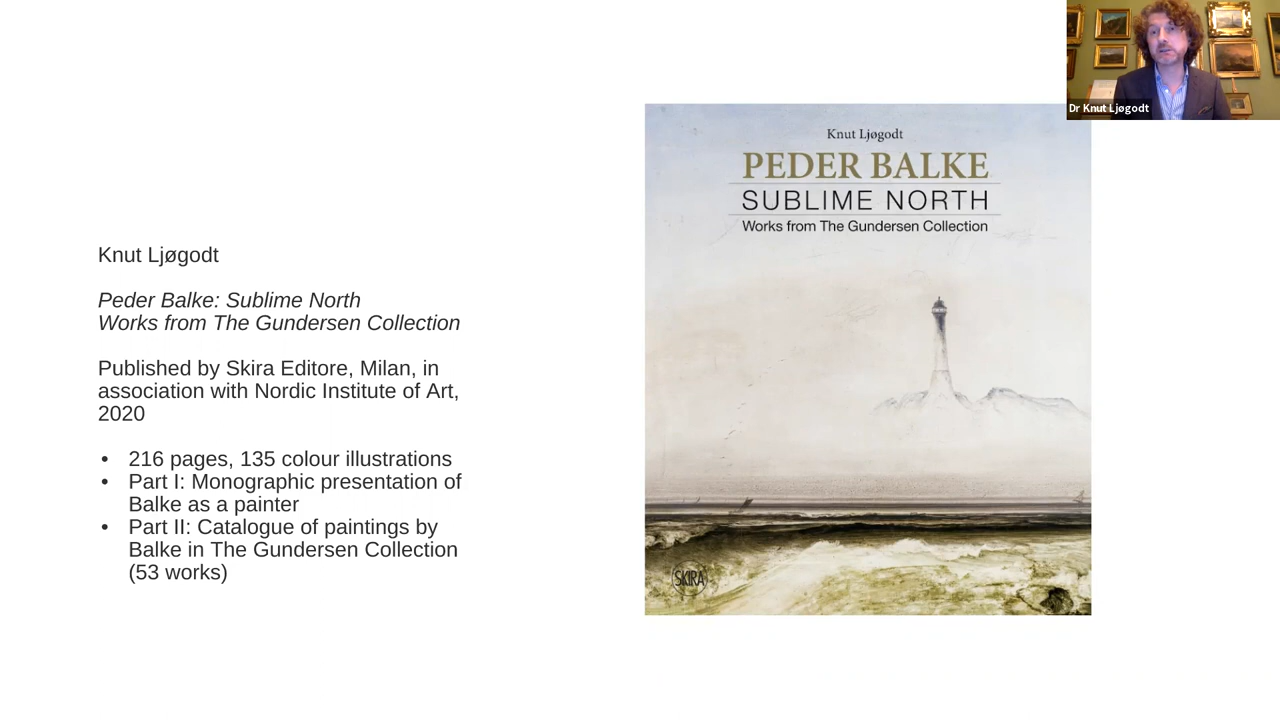 Dr Knut Ljøgodt
Knut Ljøgodt
PEDER BALKE
SUBLIME NORTH
Works from The Gundersen Collection
SKIRA
Knut Ljøgodt
Peder Balke: Sublime North
Works from The Gundersen Collection
Published by Skira Editore, Milan, in
association with Nordic Institute of Art,
2020
• 216 pages, 135 colour illustrations
• Part I: Monographic presentation of
Balke as a painter
• Part II: Catalogue of paintings by
Balke in The Gundersen Collection
(53 works)